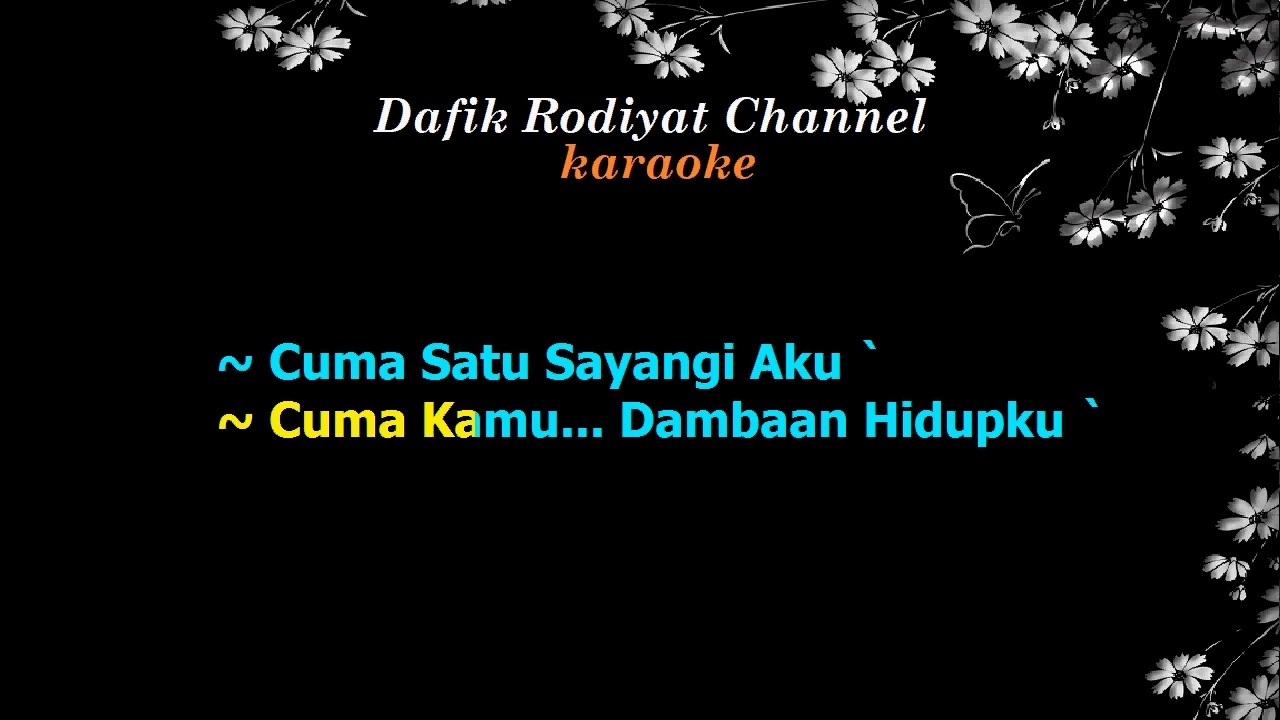 Dafik Rodiyat Channel
karaoke
~ Cuma Satu Sayangi Aku `
~ Cuma Kamu... Dambaan Hidupku `